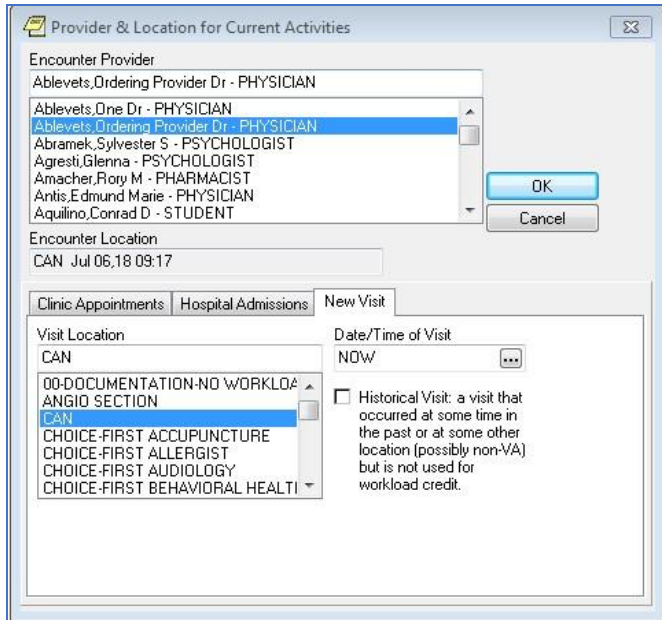 Provider & Location for Current Activities
Encounter Provider
Ablevets,Ordering Provider Dr - PHYSICIAN
Ablevets,One Dr - PHYSICIAN
Ablevets,Ordering Provider Dr - PHYSICIAN
Abramek,Sylvester S - PSYCHOLOGIST
Agresti,Glenna - PSYCHOLOGIST
Amacher,Rory M - PHARMACIST
Antis,Edmund Marie - PHYSICIAN
Aquilino,Conrad D - STUDENT
OK
Cancel
Encounter Location
CAN Jul 06,18 09:17
Clinic Appointments
Hospital Admissions
New Visit
Visit Location
CAN
00-DOCUMENTATION-NO WORKLOA
ANGIO SECTION
CAN
CHOICE-FIRST ACCUPUNCTURE
CHOICE-FIRST ALLERGIST
CHOICE-FIRST AUDIOLOGY
CHOICE-FIRST BEHAVIORAL HEALTI
Date/Time of Visit
NOW
...
Historical Visit: a visit that
occurred at some time in
the past or at some other
location (possibly non-VA)
but is not used for
workload credit.